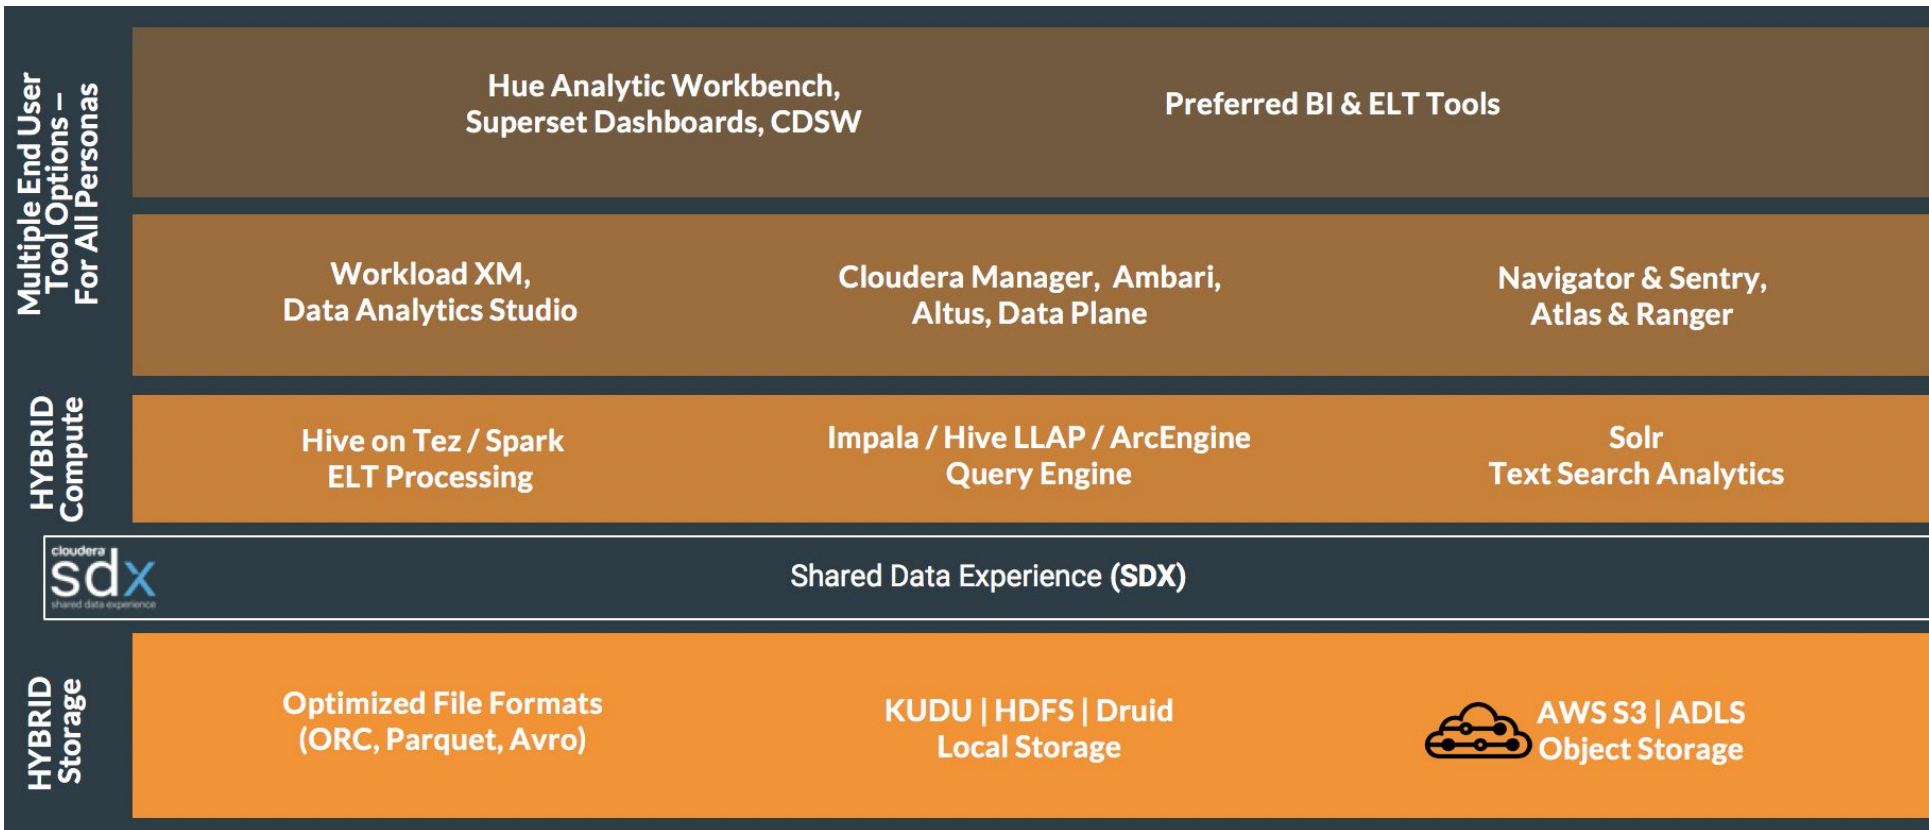 Multiple End User
Tool Options –
For All Personas
Hue Analytic Workbench,
Superset Dashboards, CDSW
Preferred BI & ELT Tools
Workload XM,
Data Analytics Studio
Cloudera Manager, Ambari,
Altus, Data Plane
Navigator & Sentry,
Atlas & Ranger
HYBRID
Compute
Hive on Tez / Spark
ELT Processing
Impala / Hive LLAP / ArcEngine
Query Engine
Solr
Text Search Analytics
cloudera
sdx
shared data experience
Shared Data Experience (SDX)
HYBRID
Storage
Optimized File Formats
(ORC, Parquet, Avro)
KUDU | HDFS | Druid
Local Storage
AWS S3 | ADLS
Object Storage